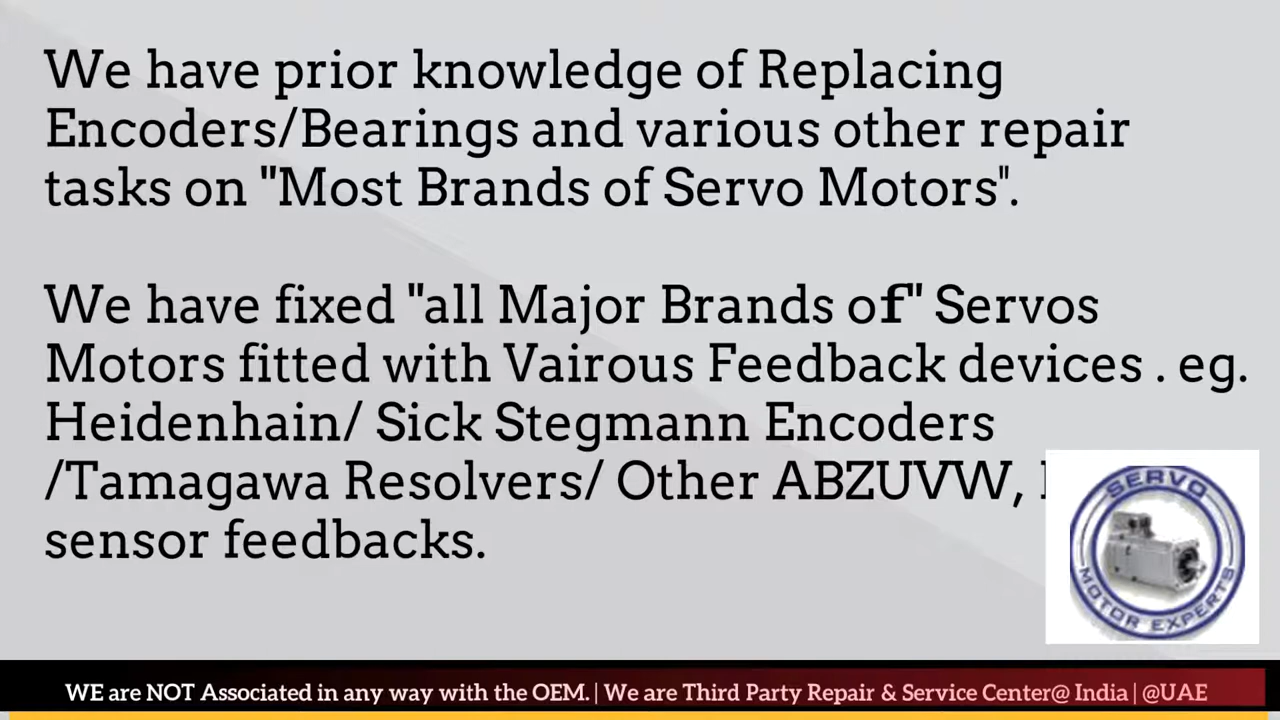 We have prior knowledge of Replacing
Encoders/Bearings and various other repair
tasks on "Most Brands of Servo Motors".
We have fixed "all Major Brands of" Servos
Motors fitted with Vairous Feedback devices . eg.
Heidenhain/ Sick Stegmann Encoders
/Tamagawa Resolvers/ Other ABZUVW,
sensor feedbacks.
SERVO
MOTOR EXPERTS
WE are NOT Associated in any way with the OEM. | We are Third Party Repair & Service Center@ India | @UAE